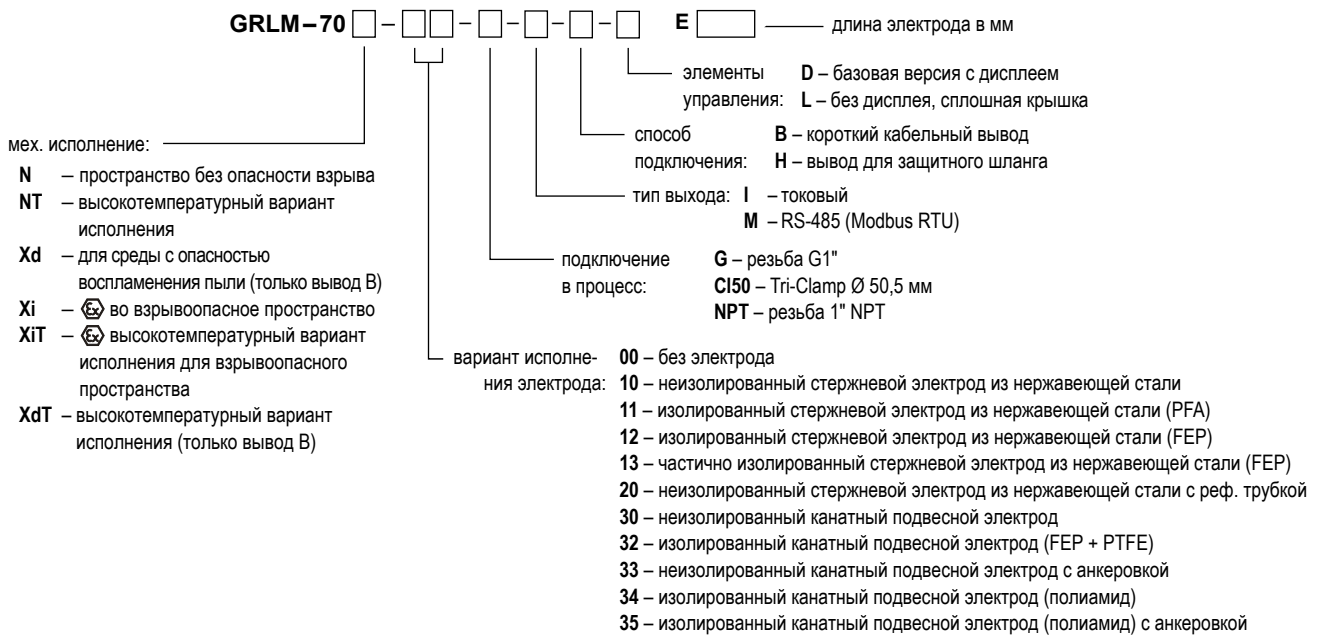 GRLM–70 □ – □□ – □ – □ – □ – □ E □ длина электрода в мм
элементы управления:
D – базовая версия с дисплеем
L – без дисплея, сплошная крышка
способ подключения:
B – короткий кабельный вывод
H – вывод для защитного шланга
тип выхода: I – токовый
M – RS-485 (Modbus RTU)
подключение в процесс:
G – резьба G1"
Cl50 – Tri-Clamp Ø 50,5 мм
NPT – резьба 1" NPT
мех. исполнение:
N – пространство без опасности взрыва
NT – высокотемпературный вариант
исполнения
Xd – для среды с опасностью
воспламенения пыли (только вывод B)
Xi – Ex во взрывоопасное пространство
XiT – Ex высокотемпературный вариант
исполнения для взрывоопасного
пространства
XdT – высокотемпературный вариант
исполнения (только вывод B)
вариант исполне-
ния электрода:
00 – без электрода
10 – неизолированный стержневой электрод из нержавеющей стали
11 – изолированный стержневой электрод из нержавеющей стали (PFA)
12 – изолированный стержневой электрод из нержавеющей стали (FEP)
13 – частично изолированный стержневой электрод из нержавеющей стали (FEP)
20 – неизолированный стержневой электрод из нержавеющей стали с реф. трубкой
30 – неизолированный канатный подвесной электрод
32 – изолированный канатный подвесной электрод (FEP + PTFE)
33 – неизолированный канатный подвесной электрод с анкеровкой
34 – изолированный канатный подвесной электрод (полиамид)
35 – изолированный канатный подвесной электрод (полиамид) с анкеровкой